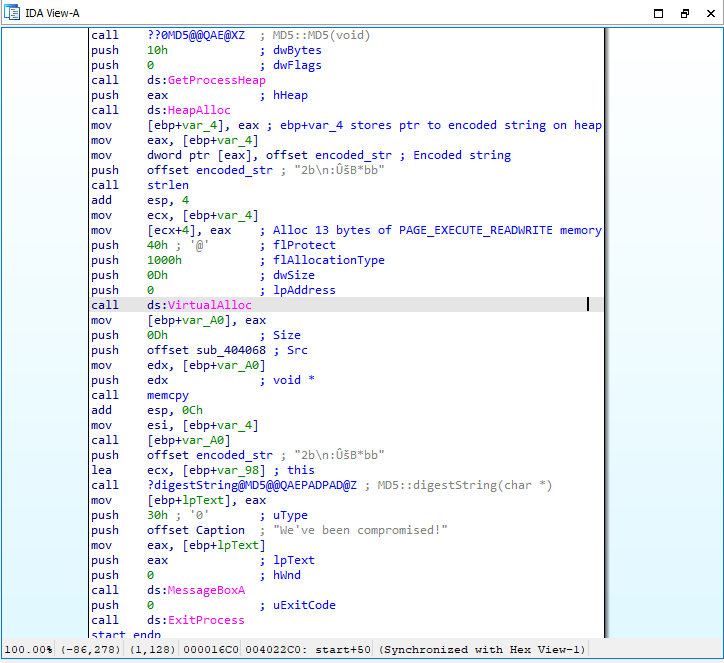 IDA View-A
call ??0MD5@@QAE@XZ ; MD5::MD5(void)
push 10h ; dwBytes
push 0 ; dwFlags
call ds:GetProcessHeap
push eax ; hHeap
call ds:HeapAlloc
mov [ebp+var_4], eax ; ebp+var_4 stores ptr to encoded string on heap
mov eax, [ebp+var_4]
mov dword ptr [eax], offset encoded_str ; Encoded string
push offset encoded_str ; "2b\n:ÛšB*bb"
call strlen
add esp, 4
mov ecx, [ebp+var_4]
mov [ecx+4], eax ; Alloc 13 bytes of PAGE_EXECUTE_READWRITE memory
push 40h ; '@' ; flProtect
push 1000h ; flAllocationType
push 0Dh ; dwSize
push 0 ; lpAddress
call ds:VirtualAlloc
mov [ebp+var_A0], eax
push 0Dh ; Size
push offset sub_404068 ; Src
mov edx, [ebp+var_A0]
push edx ; void *
call memcpy
add esp, 0Ch
mov esi, [ebp+var_4]
call [ebp+var_A0]
push offset encoded_str ; "2b\n:ÛšB*bb"
lea ecx, [ebp+var_98] ; this
call ?digestString@MD5@@QAEPADPAD@Z ; MD5::digestString(char *)
mov [ebp+lpText], eax
push 30h ; '0' ; uType
push offset Caption ; "We've been compromised!"
mov eax, [ebp+lpText]
push eax ; lpText
push 0 ; hWnd
call ds:MessageBoxA
push 0 ; uExitCode
call ds:ExitProcess
start endp
100.00% (-86,278) (1,128) 000016C0 004022C0: start+50 (Synchronized with Hex View-1)